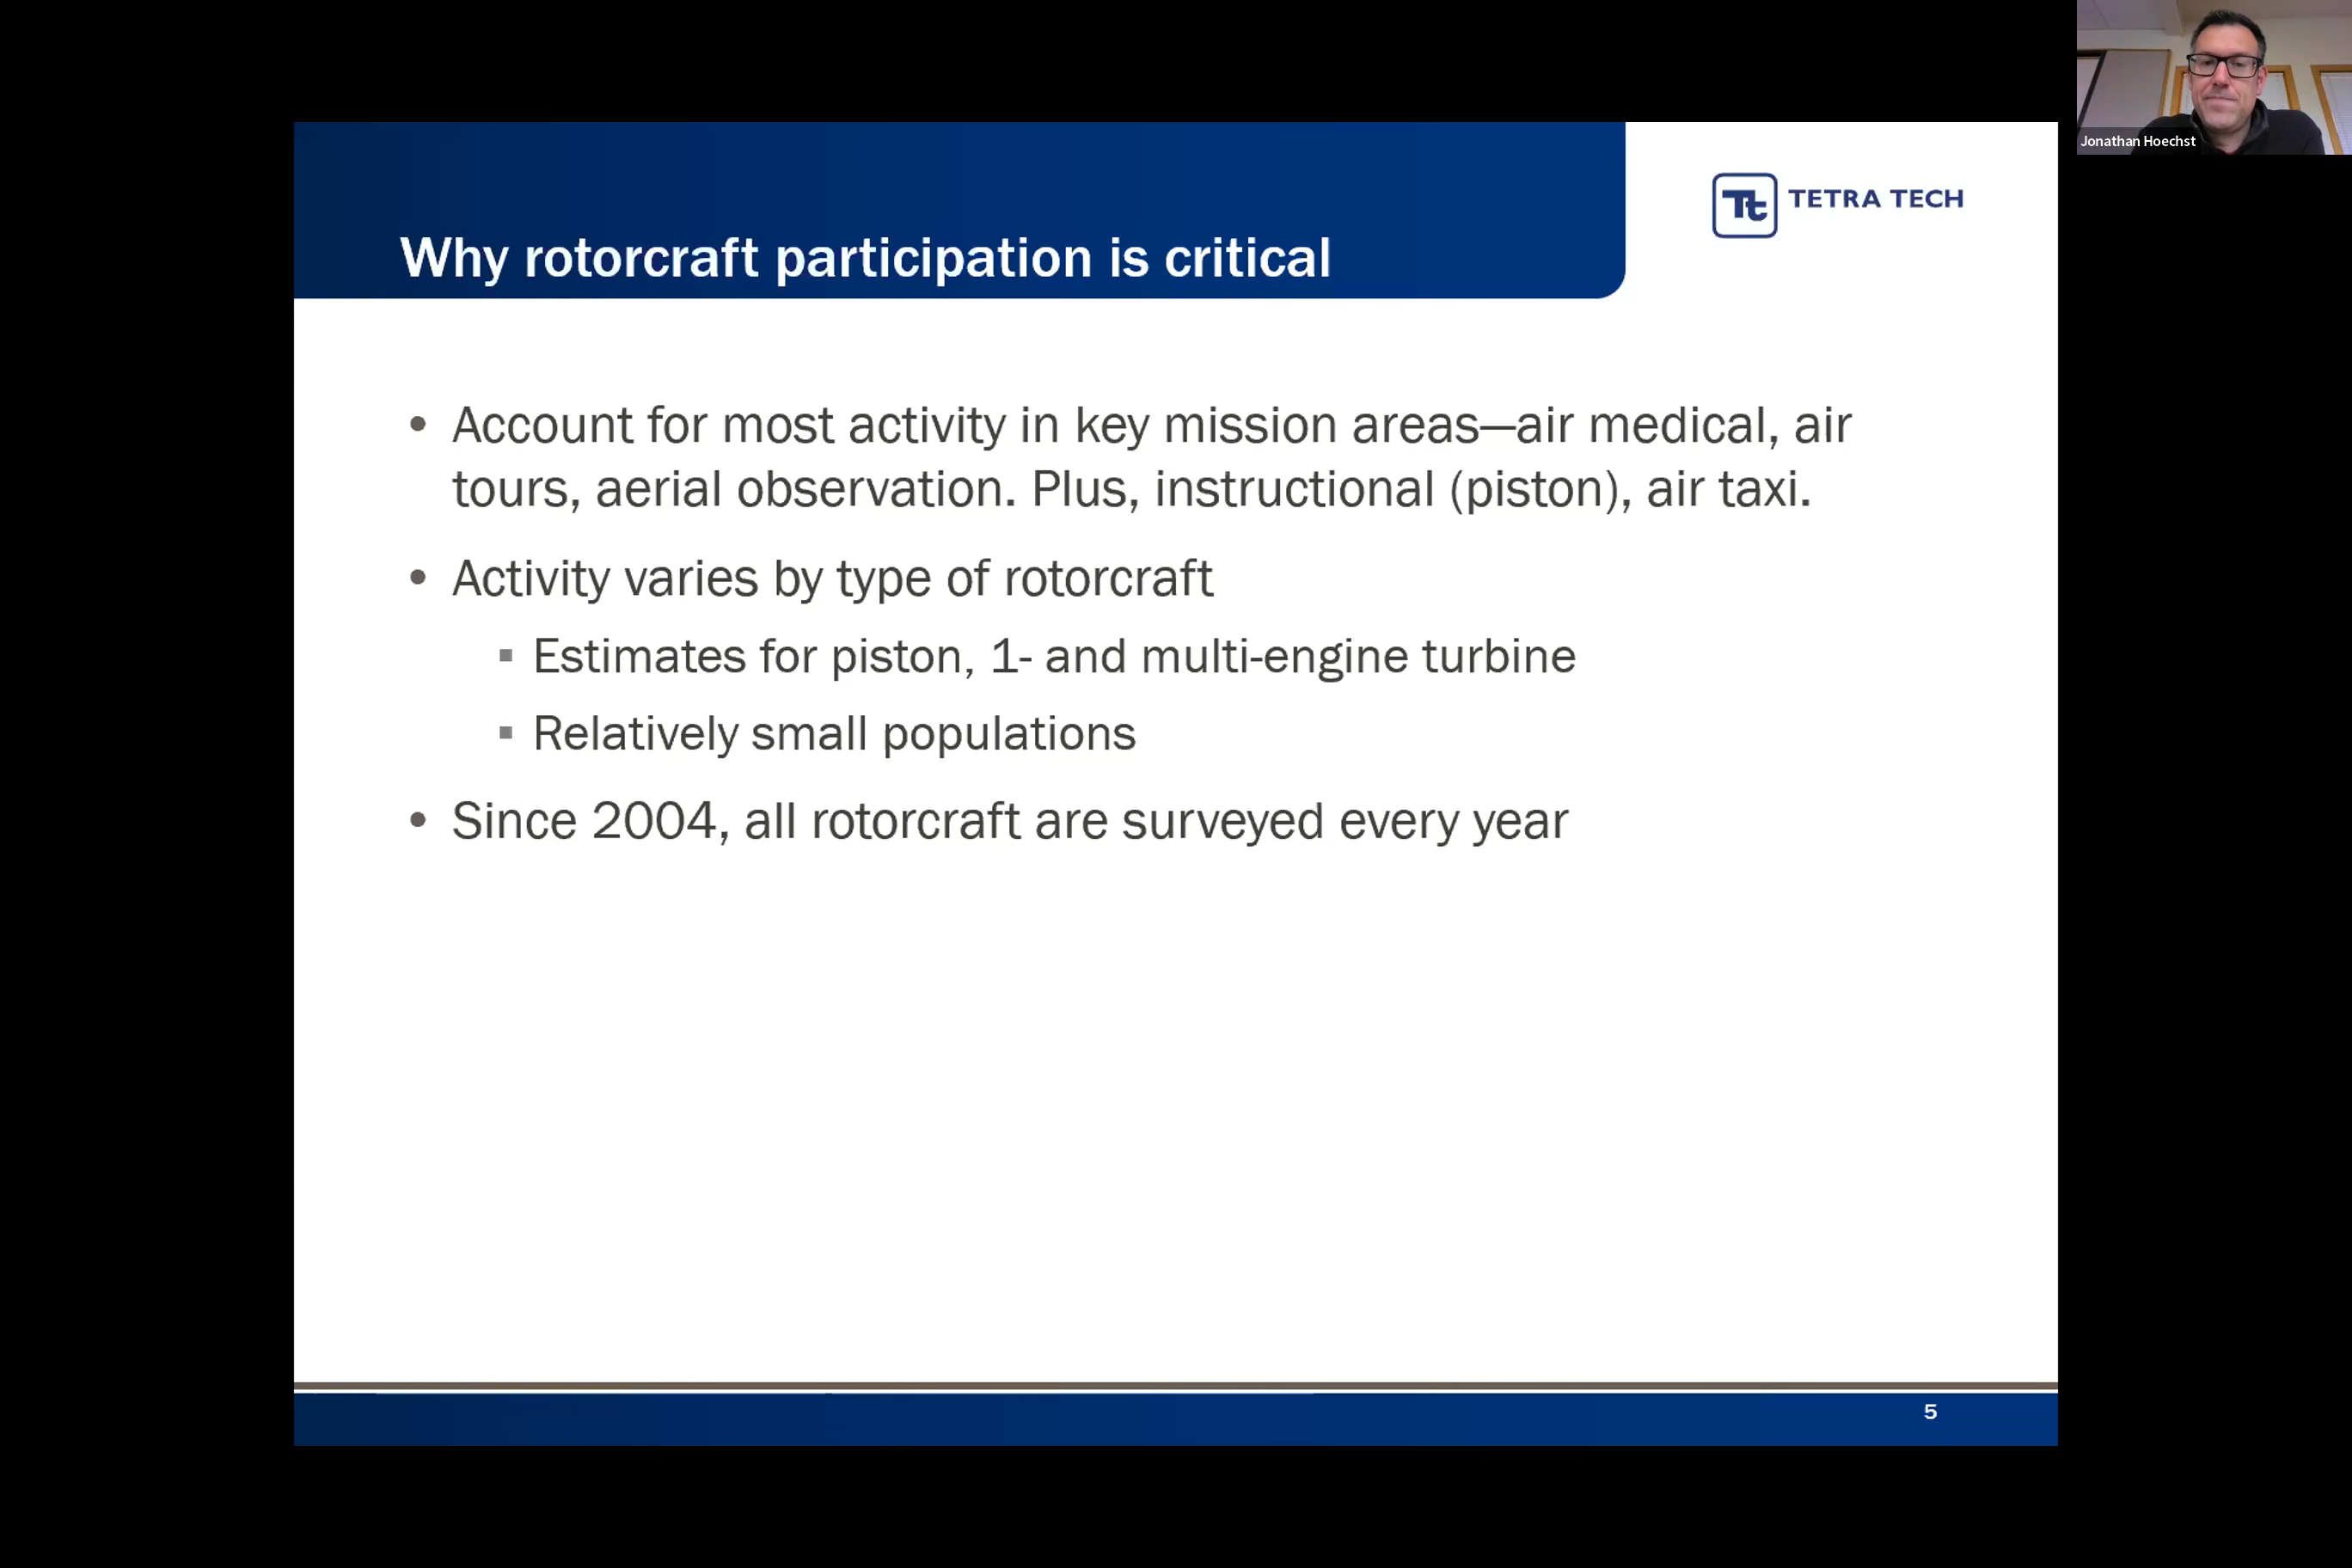 Jonathan Hoechst
Tt TETRA TECH
Why rotorcraft participation is critical
• Account for most activity in key mission areas—air medical, air
tours, aerial observation. Plus, instructional (piston), air taxi.
• Activity varies by type of rotorcraft
▪ Estimates for piston, 1- and multi-engine turbine
▪ Relatively small populations
• Since 2004, all rotorcraft are surveyed every year
5